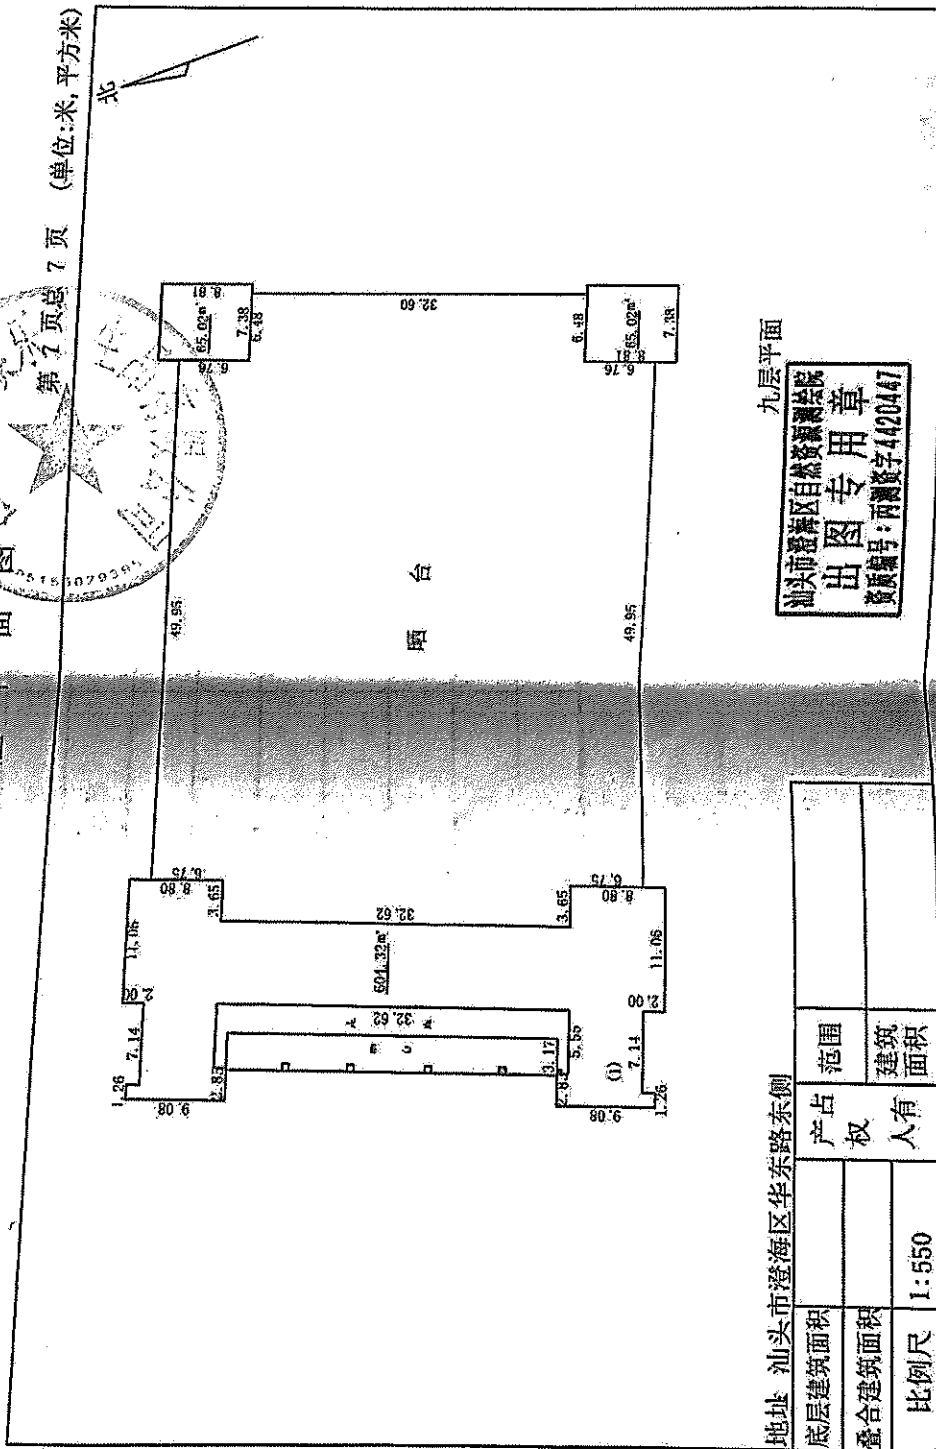 面 图
第 7 页总 7 页 (单位:米, 平方米)
北
05155079395
49.95
8.81
65.02㎡
7.38
6.48
6.76
32.60
6.48
65.02㎡
8.81
7.38
6.76
49.95
晒 台
11.06
8.80
6.75
3.65
2.00
7.14
1.26
9.08
2.83
32.62
601.32㎡
32.62
3.65
8.80
6.75
11.06
2.00
7.14
1.26
9.08
3.17
(1)
九层平面
汕头市澄海区自然资源测绘院
出图专用章
资质编号:丙测资字4420447
地址 汕头市澄海区华东路东侧
底层建筑面积
叠合建筑面积
比例尺 1:550
产权人
占有
范围
建筑面积